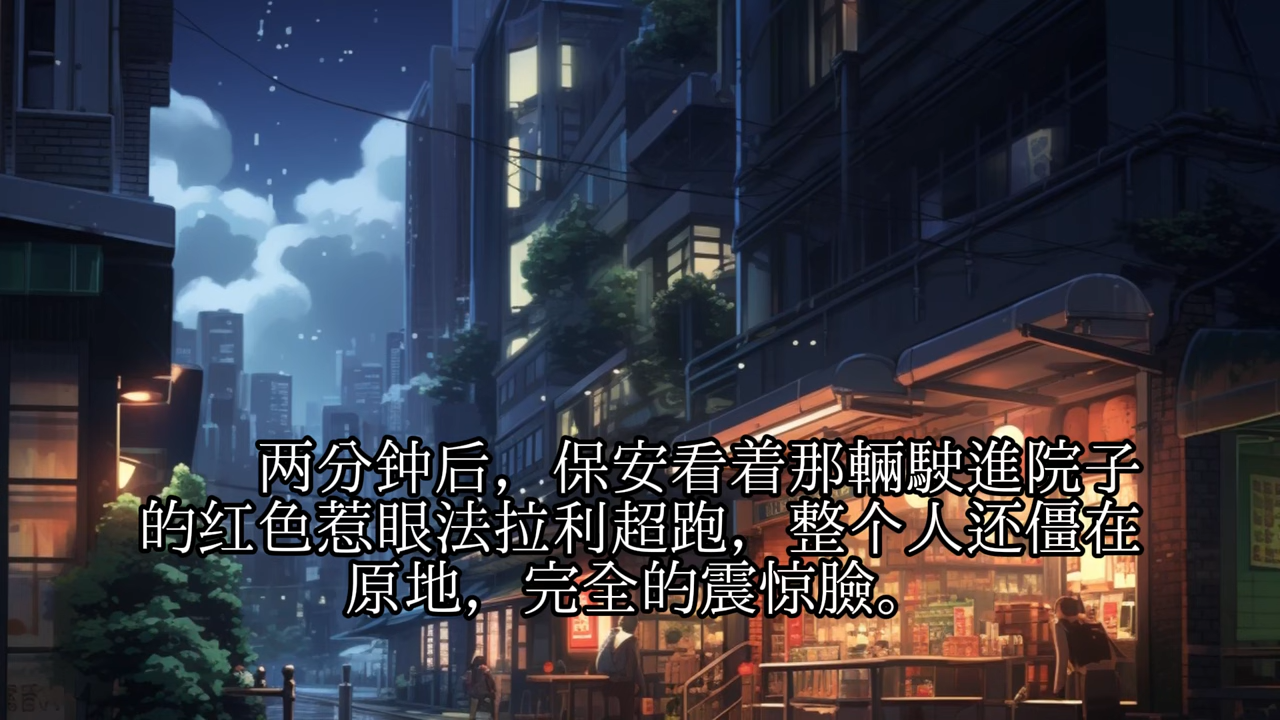 两分钟后，保安看着那輛駛進院子
的红色惹眼法拉利超跑，整个人还僵在
原地，完全的震惊臉。